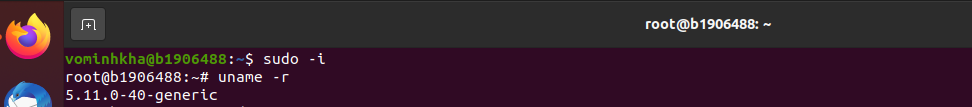 root@b1906488: ~
vominhkha@b1906488:~$ sudo -i
root@b1906488:~# uname -r
5.11.0-40-generic